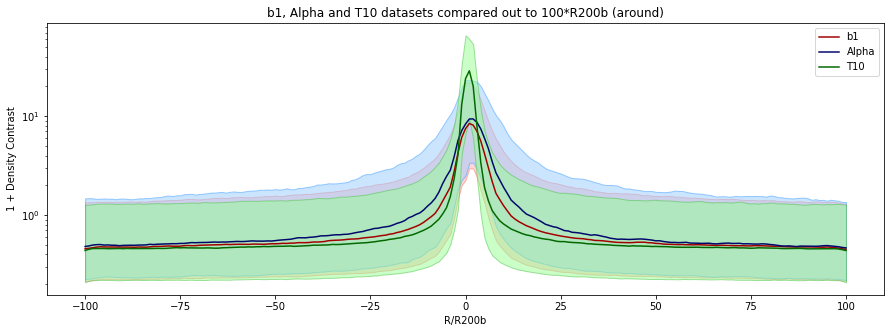 b1, Alpha and T10 datasets compared out to 100*R200b (around)
b1
Alpha
T10
1 + Density Contrast
10¹
10⁰
−100
−75
−50
−25
0
25
50
75
100
R/R200b